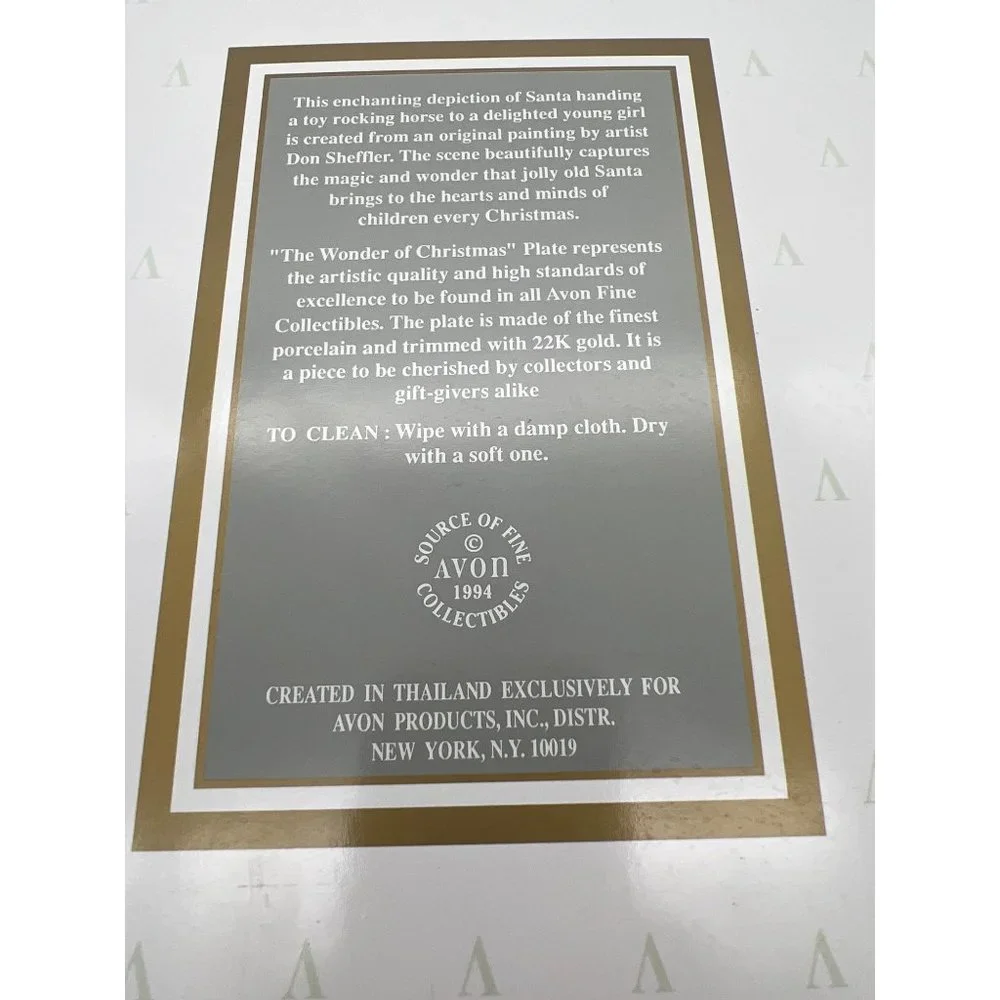 This enchanting depiction of Santa handing
a toy rocking horse to a delighted young girl
is created from an original painting by artist
Don Sheffler. The scene beautifully captures
the magic and wonder that jolly old Santa
brings to the hearts and minds of
children every Christmas.
"The Wonder of Christmas" Plate represents
the artistic quality and high standards of
excellence to be found in all Avon Fine
Collectibles. The plate is made of the finest
porcelain and trimmed with 22K gold. It is
a piece to be cherished by collectors and
gift-givers alike
TO CLEAN : Wipe with a damp cloth. Dry
with a soft one.
SOURCE OF FINE
©
AVON
1994
COLLECTIBLES
CREATED IN THAILAND EXCLUSIVELY FOR
AVON PRODUCTS, INC., DISTR.
NEW YORK, N.Y. 10019